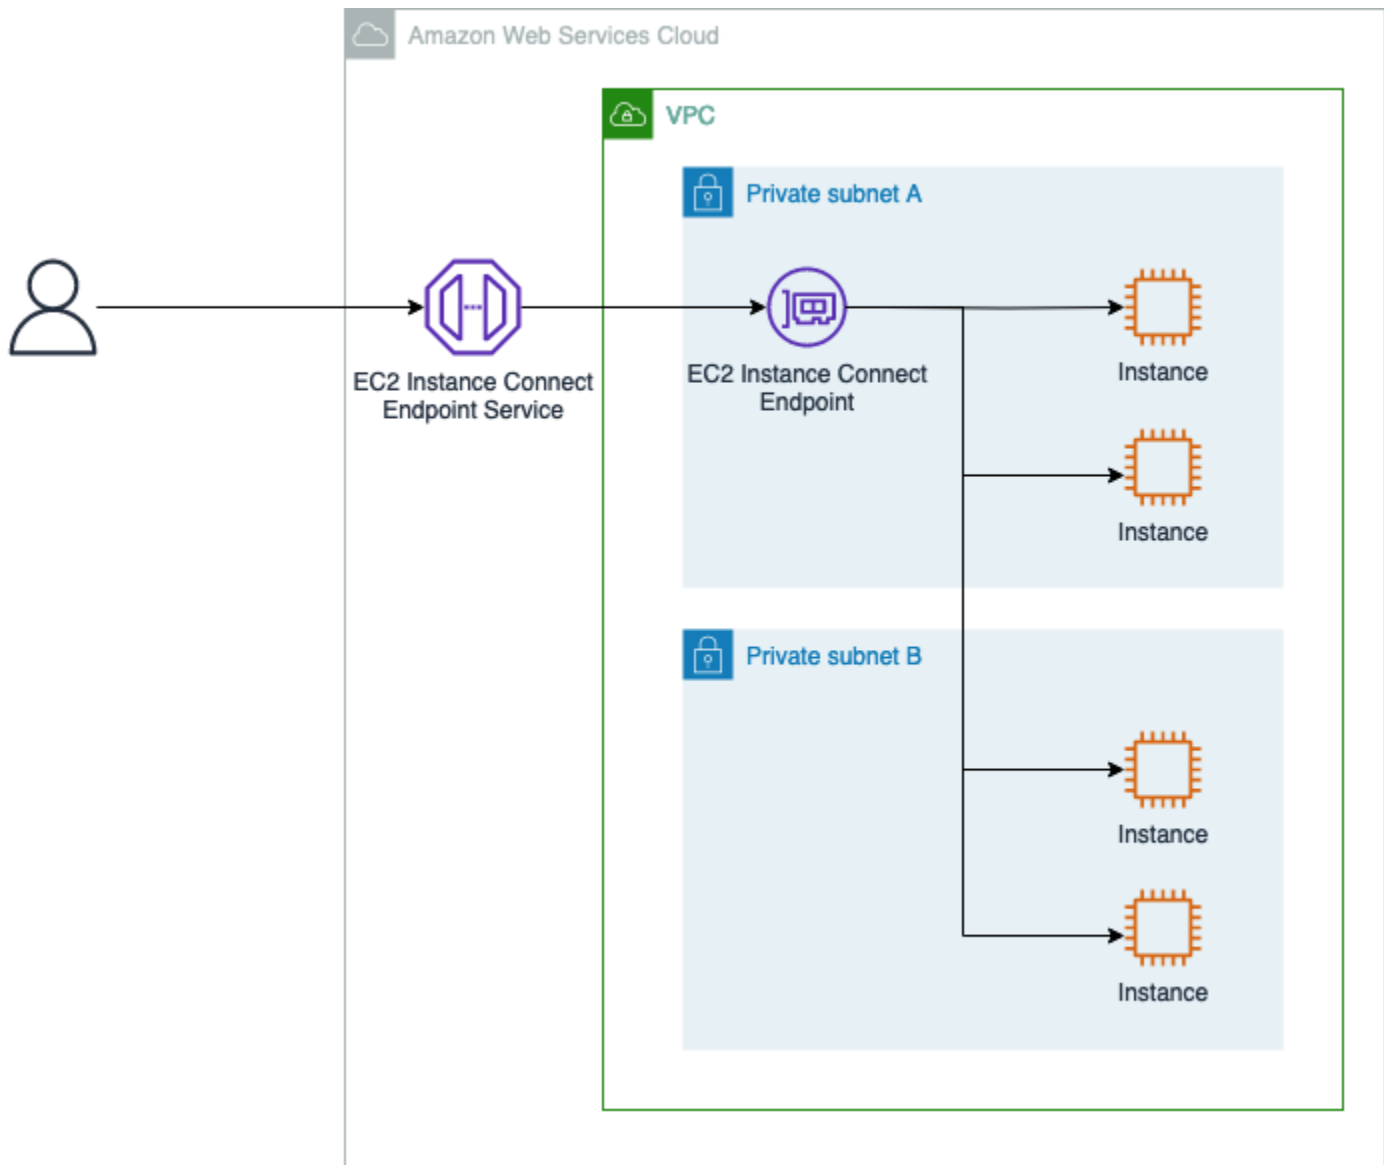 Amazon Web Services Cloud
VPC
Private subnet A
EC2 Instance Connect
Endpoint Service
EC2 Instance Connect
Endpoint
Instance
Instance
Private subnet B
Instance
Instance